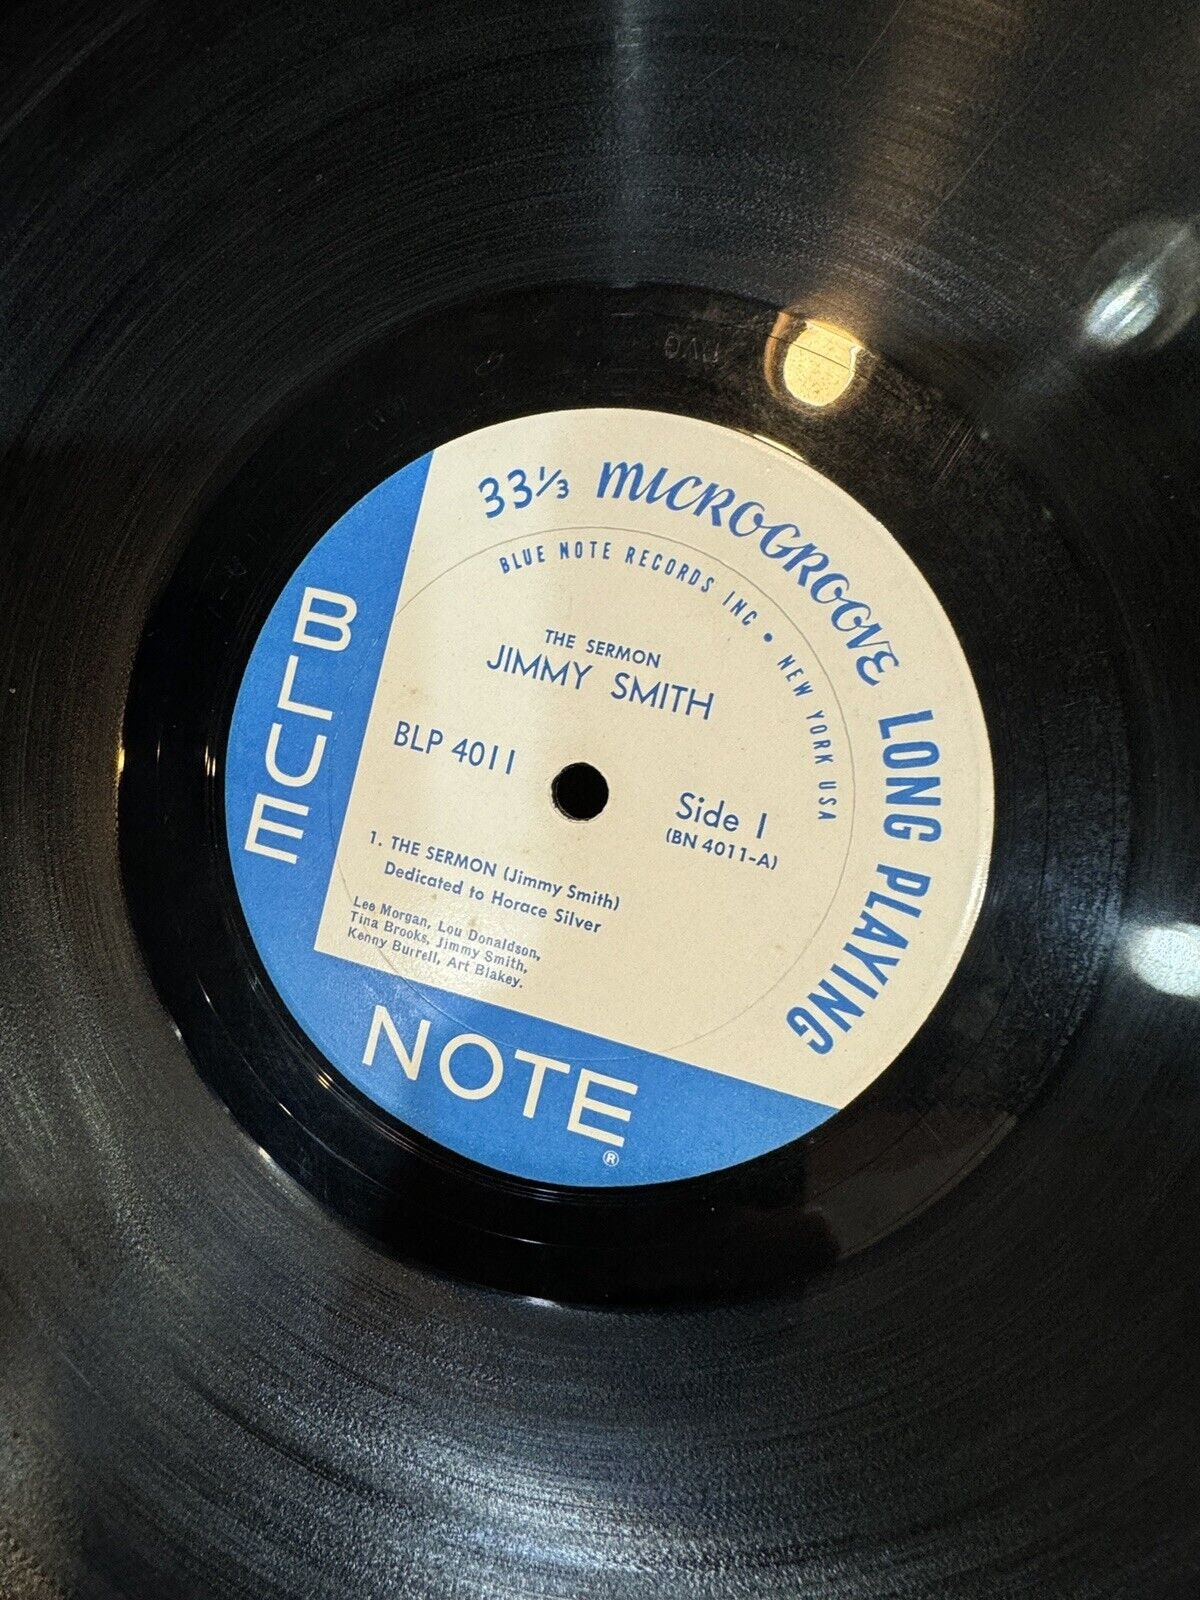 33⅓ MICROGROOVE LONG PLAYING
BLUE NOTE RECORDS INC • NEW YORK USA
THE SERMON
JIMMY SMITH
BLP 4011
Side 1
(BN 4011-A)
1. THE SERMON (Jimmy Smith)
Dedicated to Horace Silver
Lee Morgan, Lou Donaldson,
Tina Brooks, Jimmy Smith,
Kenny Burrell, Art Blakey.
BLUE
NOTE
®